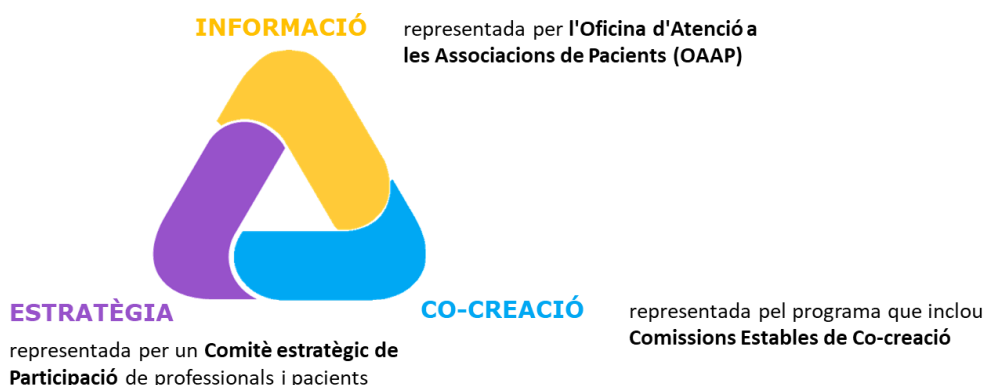 INFORMACIÓ
representada per l'Oficina d'Atenció a
les Associacions de Pacients (OAAP)
ESTRATÈGIA
representada per un Comitè estratègic de
Participació de professionals i pacients
CO-CREACIÓ
representada pel programa que inclou
Comissions Estables de Co-creació